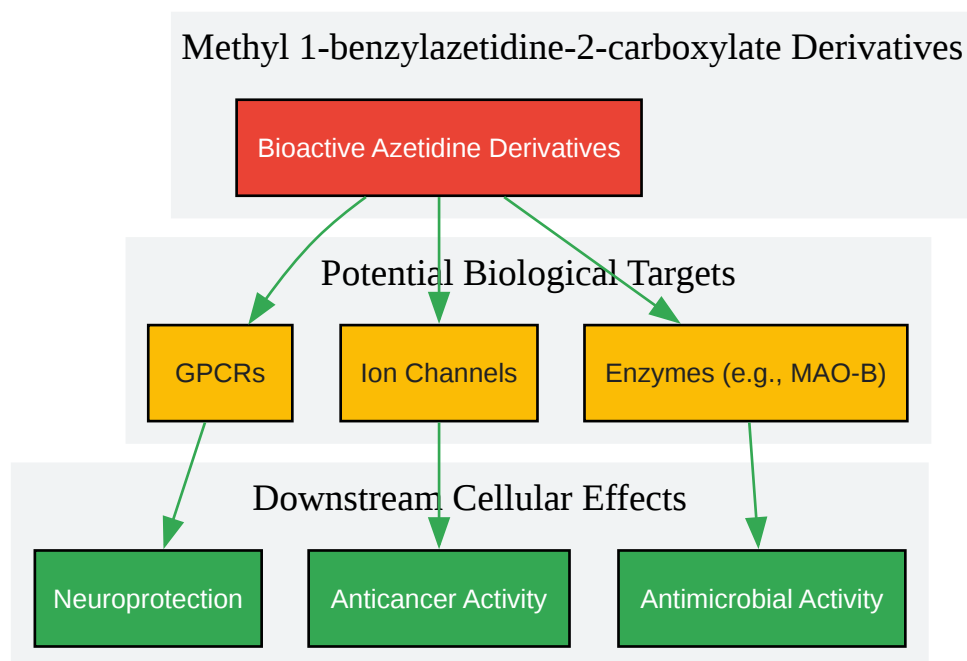 Methyl 1-benzylazetidine-2-carboxylate Derivatives
Bioactive Azetidine Derivatives
Potential Biological Targets
GPCRs
Ion Channels
Enzymes (e.g., MAO-B)
Downstream Cellular Effects
Neuroprotection
Anticancer Activity
Antimicrobial Activity